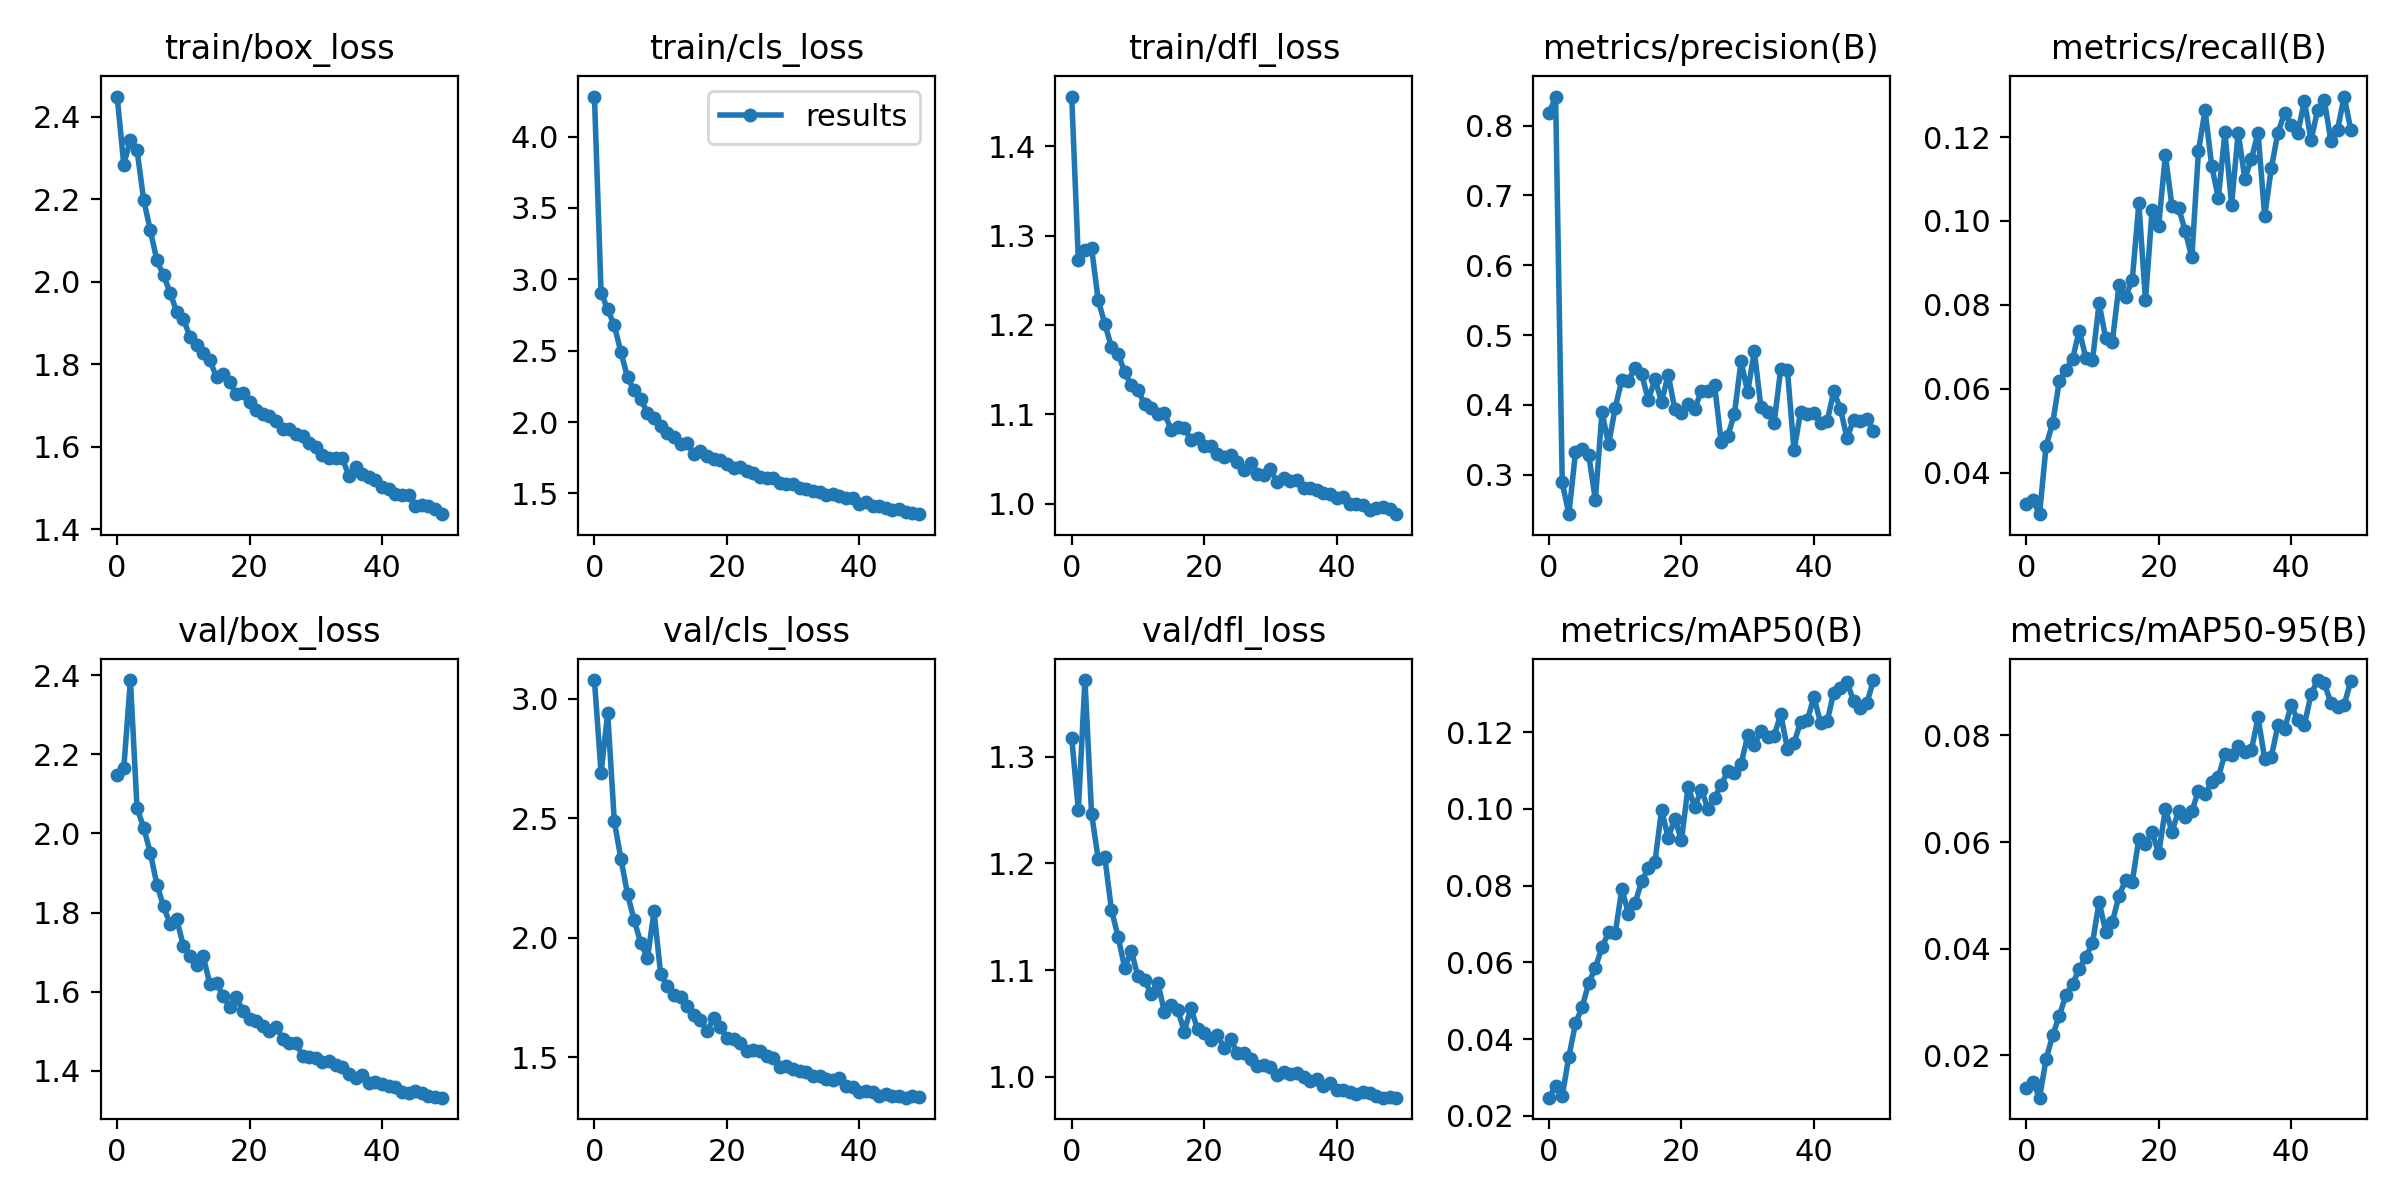 train/box_loss
2.4
2.2
2.0
1.8
1.6
1.4
0 20 40
train/cls_loss
results
4.0
3.5
3.0
2.5
2.0
1.5
0 20 40
train/dfl_loss
1.4
1.3
1.2
1.1
1.0
0 20 40
metrics/precision(B)
0.8
0.7
0.6
0.5
0.4
0.3
0 20 40
metrics/recall(B)
0.12
0.10
0.08
0.06
0.04
0 20 40
val/box_loss
2.4
2.2
2.0
1.8
1.6
1.4
0 20 40
val/cls_loss
3.0
2.5
2.0
1.5
0 20 40
val/dfl_loss
1.3
1.2
1.1
1.0
0 20 40
metrics/mAP50(B)
0.12
0.10
0.08
0.06
0.04
0.02
0 20 40
metrics/mAP50-95(B)
0.08
0.06
0.04
0.02
0 20 40